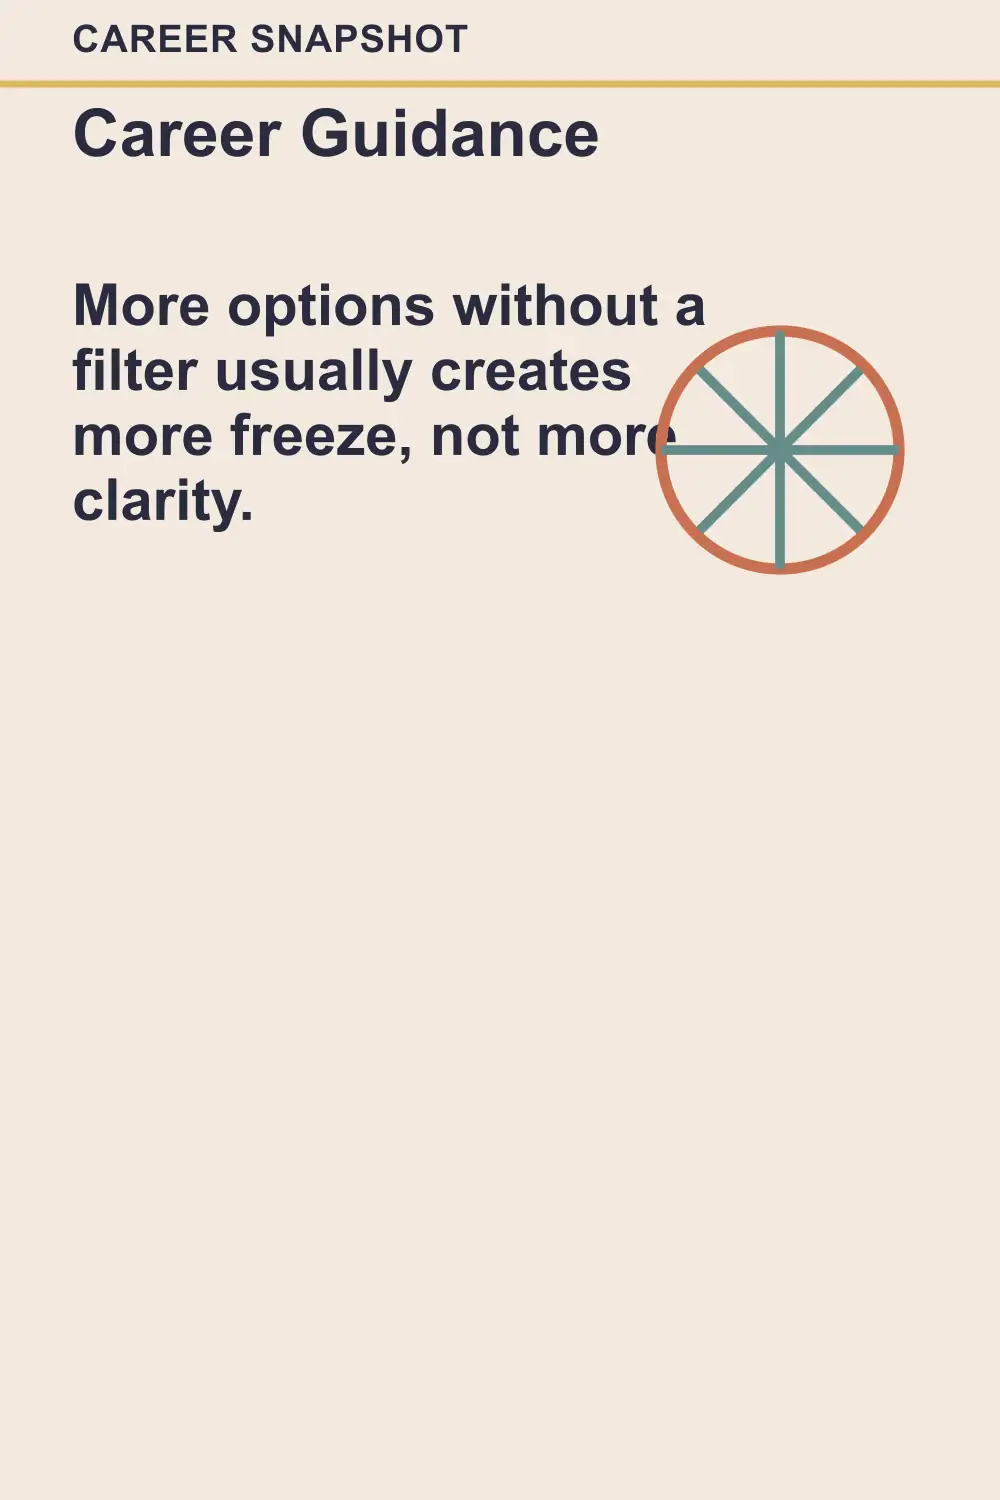 CAREER SNAPSHOT
Career Guidance
More options without a
filter usually creates
more freeze, not more
clarity.